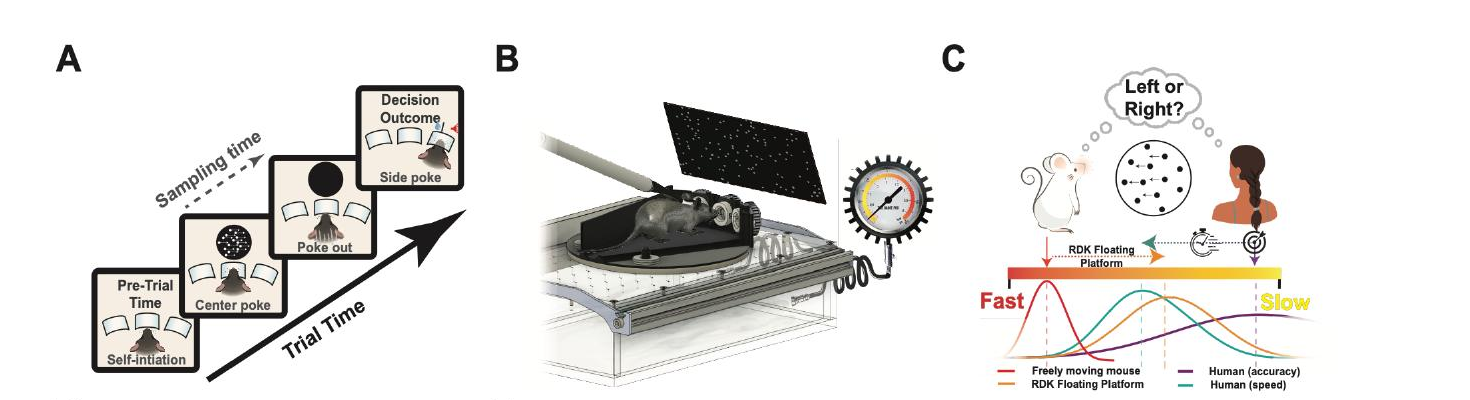 A
B
C
Decision
Outcome
Side poke
Sampling time
Poke out
Center poke
Pre-Trial
Time
Self-intiation
Trial Time
Left or
Right?
RDK Floating
Platform
Fast
Slow
Freely moving mouse
RDK Floating Platform
Human (accuracy)
Human (speed)